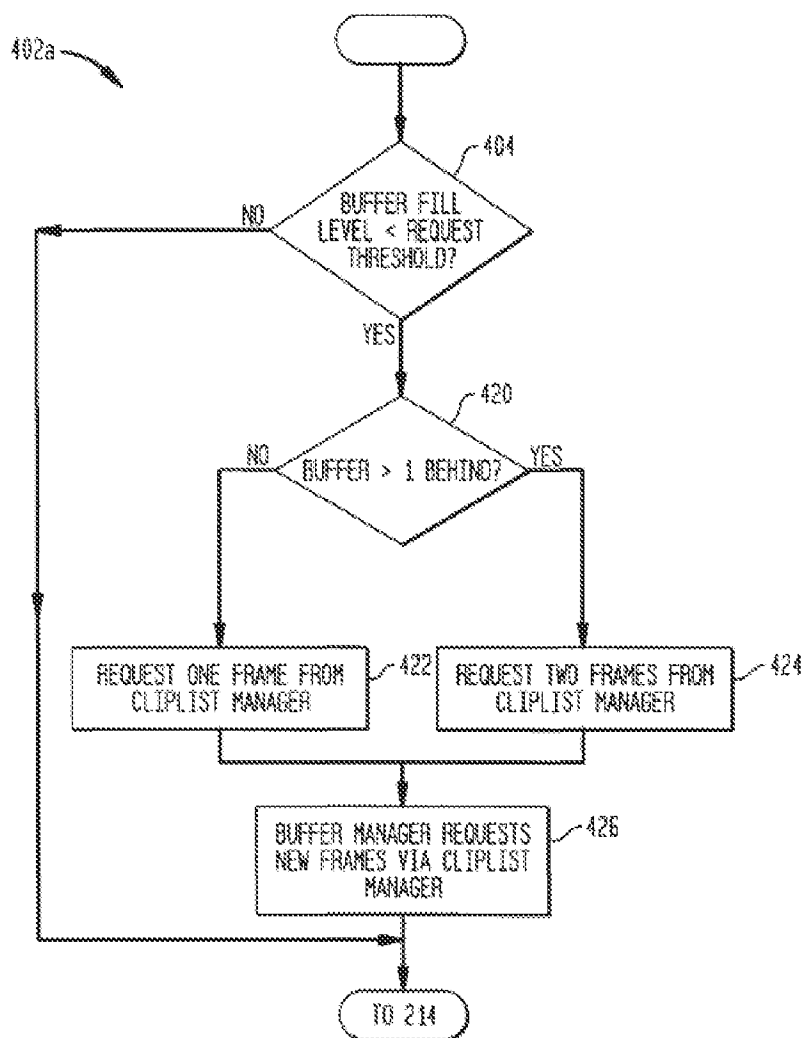 402a
404
BUFFER FILL
LEVEL < REQUEST
THRESHOLD?
NO
YES
420
BUFFER > 1 BEHIND?
NO
YES
REQUEST ONE FRAME FROM
CLIPLIST MANAGER
422
REQUEST TWO FRAMES FROM
CLIPLIST MANAGER
424
BUFFER MANAGER REQUESTS
NEW FRAMES VIA CLIPLIST
MANAGER
426
TO 214